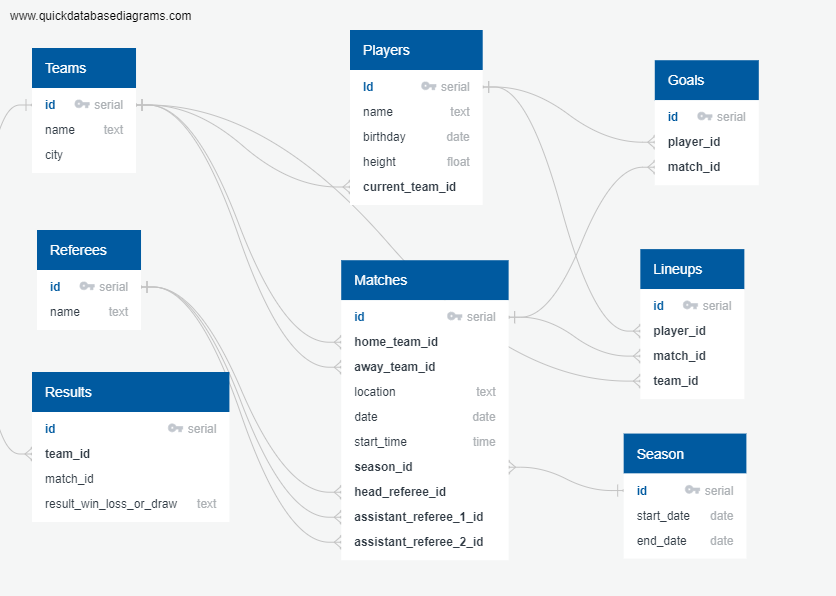 www.quickdatabasediagrams.com
Teams
id serial
name text
city
Referees
id serial
name text
Results
id serial
team_id
match_id
result_win_loss_or_draw text
Players
Id serial
name text
birthday date
height float
current_team_id
Matches
id serial
home_team_id
away_team_id
location text
date date
start_time time
season_id
head_referee_id
assistant_referee_1_id
assistant_referee_2_id
Goals
id serial
player_id
match_id
Lineups
id serial
player_id
match_id
team_id
Season
id serial
start_date date
end_date date